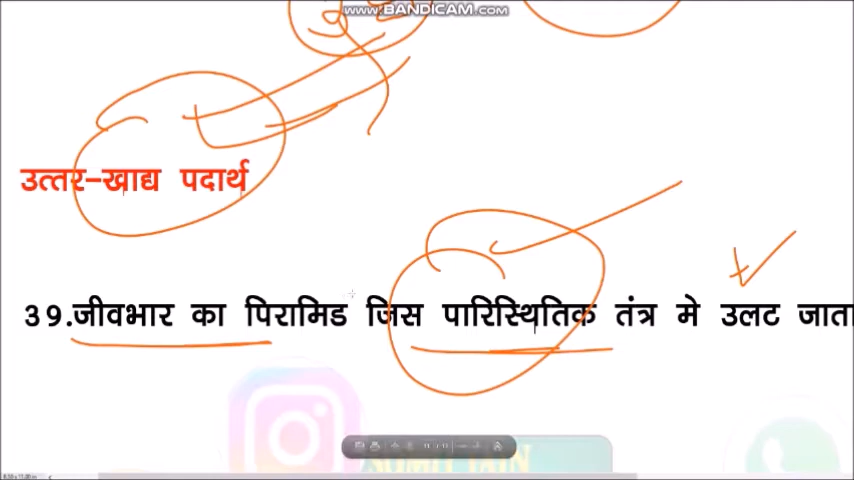 WWW.BANDICAM.COM
उत्तर-खाद्य पदार्थ
39.जीवभार का पिरामिड जिस पारिस्थितिक तंत्र मे उलट जाता